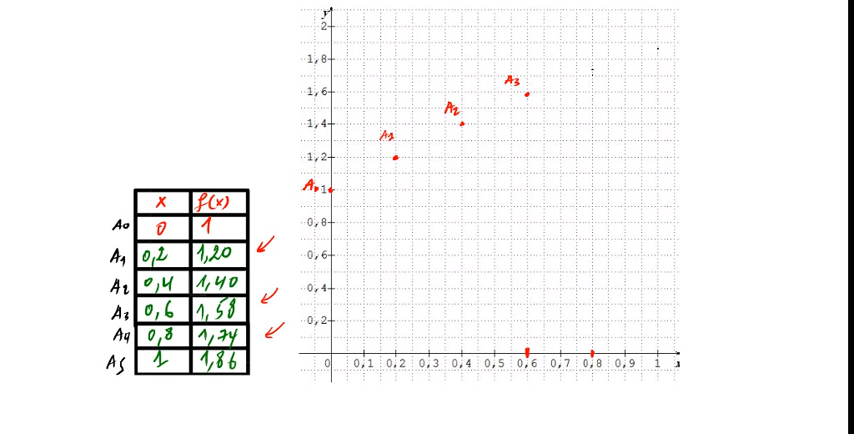 y
2
1,8
1,6
1,4
1,2
1
0,8
0,6
0,4
0,2
0 0,1 0,2 0,3 0,4 0,5 0,6 0,7 0,8 0,9 1
A0
A1
A2
A3
x f(x)
A0 0 1
A1 0,2 1,20
A2 0,4 1,40
A3 0,6 1,58
A4 0,8 1,74
A5 1 1,86